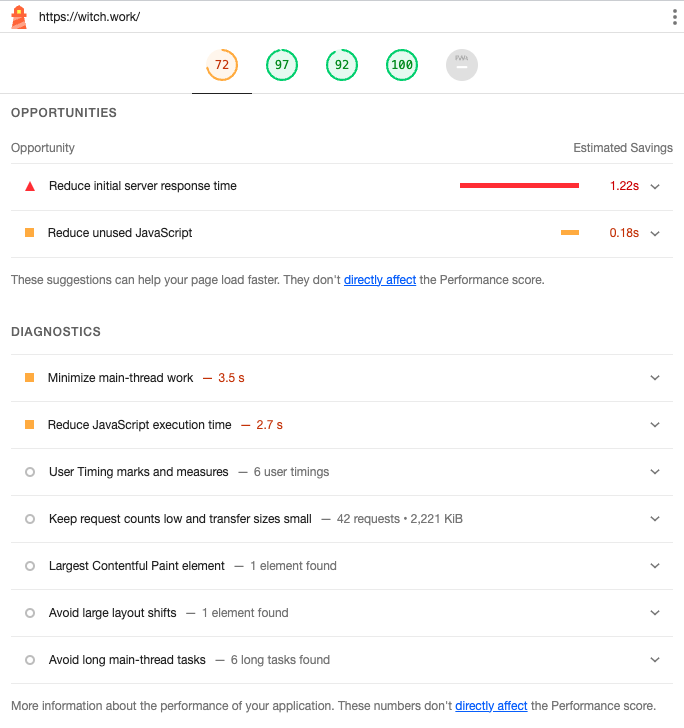 https://witch.work/
72 97 92 100 PWA
OPPORTUNITIES
Opportunity Estimated Savings
Reduce initial server response time 1.22s
Reduce unused JavaScript 0.18s
These suggestions can help your page load faster. They don't directly affect the Performance score.
DIAGNOSTICS
Minimize main-thread work — 3.5 s
Reduce JavaScript execution time — 2.7 s
User Timing marks and measures — 6 user timings
Keep request counts low and transfer sizes small — 42 requests • 2,221 KiB
Largest Contentful Paint element — 1 element found
Avoid large layout shifts — 1 element found
Avoid long main-thread tasks — 6 long tasks found
More information about the performance of your application. These numbers don't directly affect the Performance score.